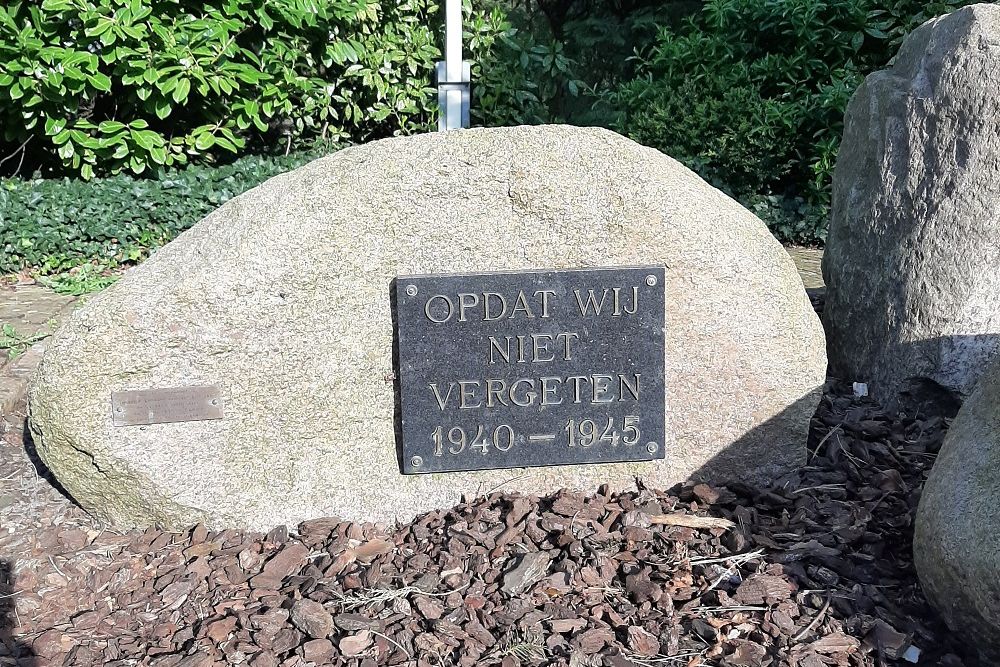 OPDAT WIJ
NIET
VERGETEN
1940 – 1945